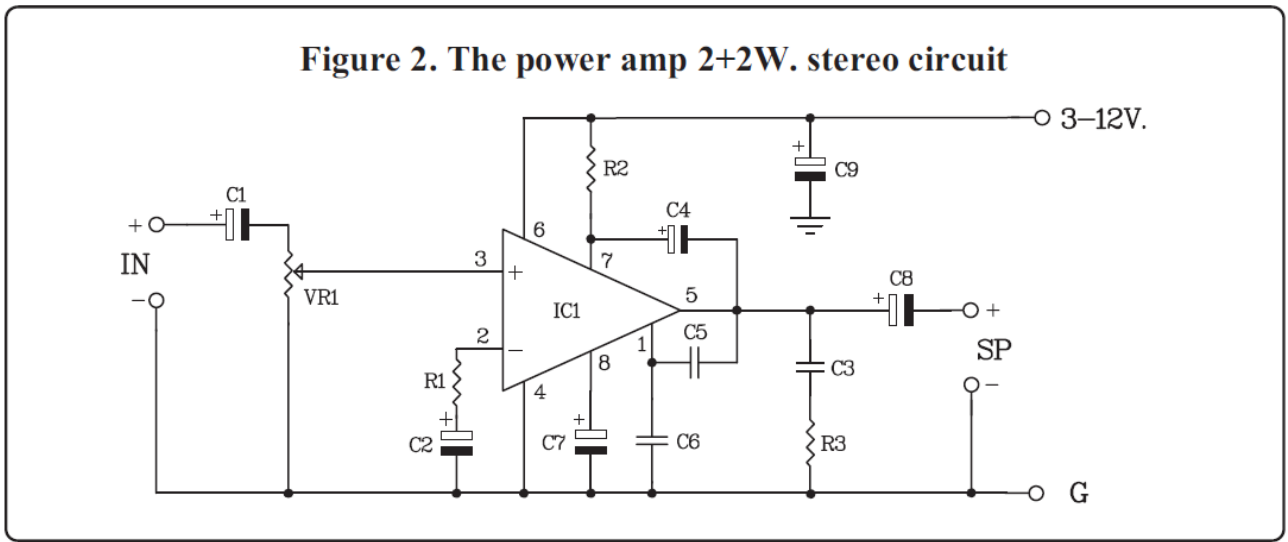 Figure 2. The power amp 2+2W. stereo circuit
3–12V.
+
C9
R2
C1
+
C4
+
+
6
IN
3
+
7
−
VR1
IC1
5
C8
+
+
2
−
C5
1
SP
R1
8
C3
−
4
+
+
C2
C7
C6
R3
G